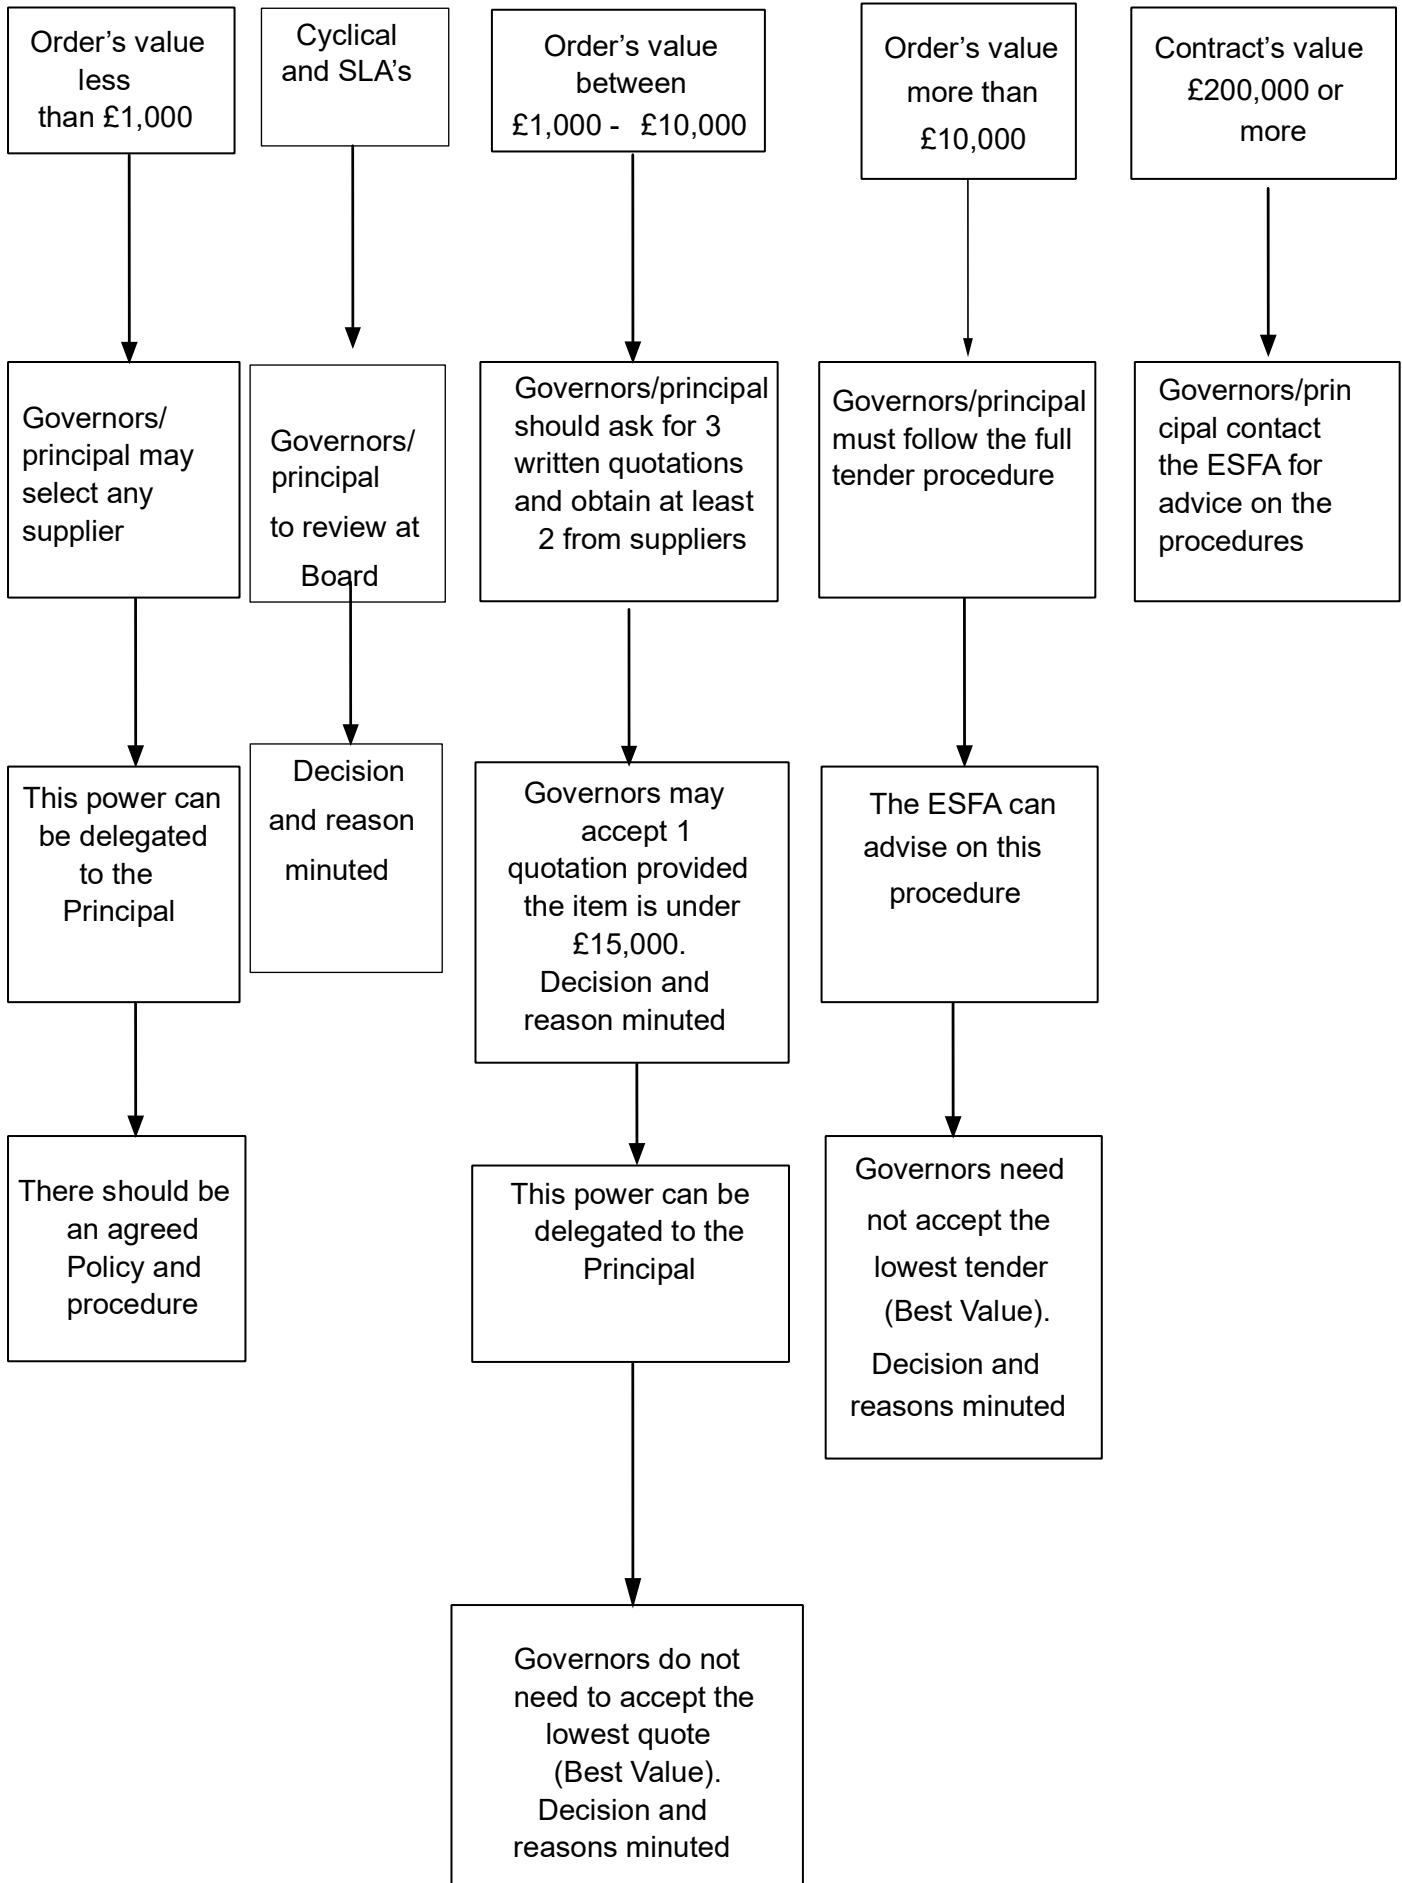 Order’s value
less
than £1,000
Cyclical
and SLA’s
Order’s value
between
£1,000 - £10,000
Order’s value
more than
£10,000
Contract’s value
£200,000 or
more
Governors/
principal may
select any
supplier
Governors/
principal
to review at
Board
Governors/principal
should ask for 3
written quotations
and obtain at least
2 from suppliers
Governors/principal
must follow the full
tender procedure
Governors/prin
cipal contact
the ESFA for
advice on the
procedures
This power can
be delegated
to the
Principal
Decision
and reason
minuted
Governors may
accept 1
quotation provided
the item is under
£15,000.
Decision and
reason minuted
The ESFA can
advise on this
procedure
There should be
an agreed
Policy and
procedure
This power can be
delegated to the
Principal
Governors need
not accept the
lowest tender
(Best Value).
Decision and
reasons minuted
Governors do not
need to accept the
lowest quote
(Best Value).
Decision and
reasons minuted